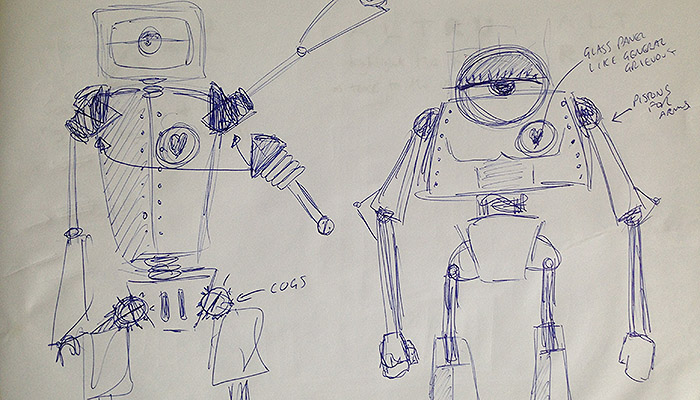 GLASS PANEL
LIKE GENERAL
GRIEVOUS
PISTONS
FOR
ARMS
COGS